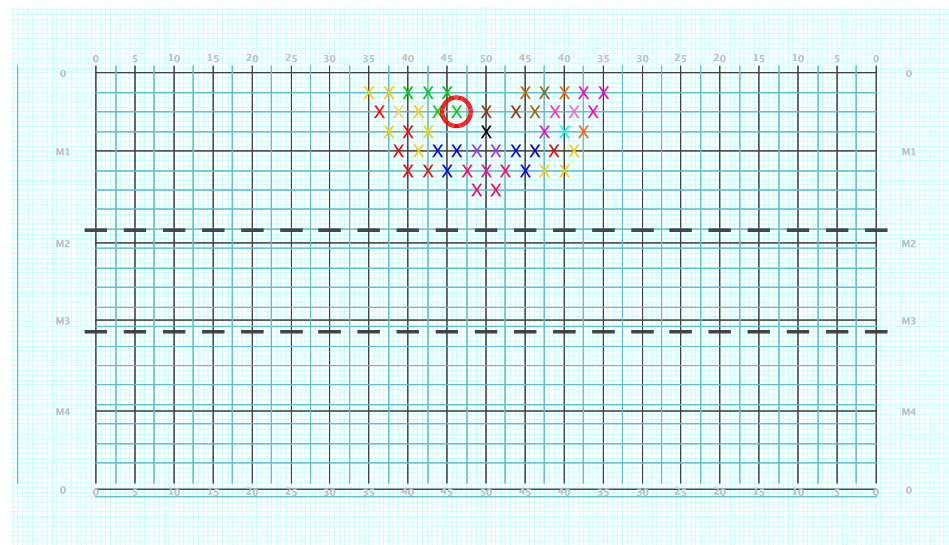 0 5 10 15 20 25 30 35 40 45 50 45 40 35 30 25 20 15 10 5 0
0 0
X X X X X X X X X X
X X X X X X X X X X X X
X X X X X X X
M1 X X X X X X X X X X M1
X X X X X X X X X
X X
M2 M2
M3 M3
M4 M4
0 0
0 5 10 15 20 25 30 35 40 45 50 45 40 35 30 25 20 15 10 5 0